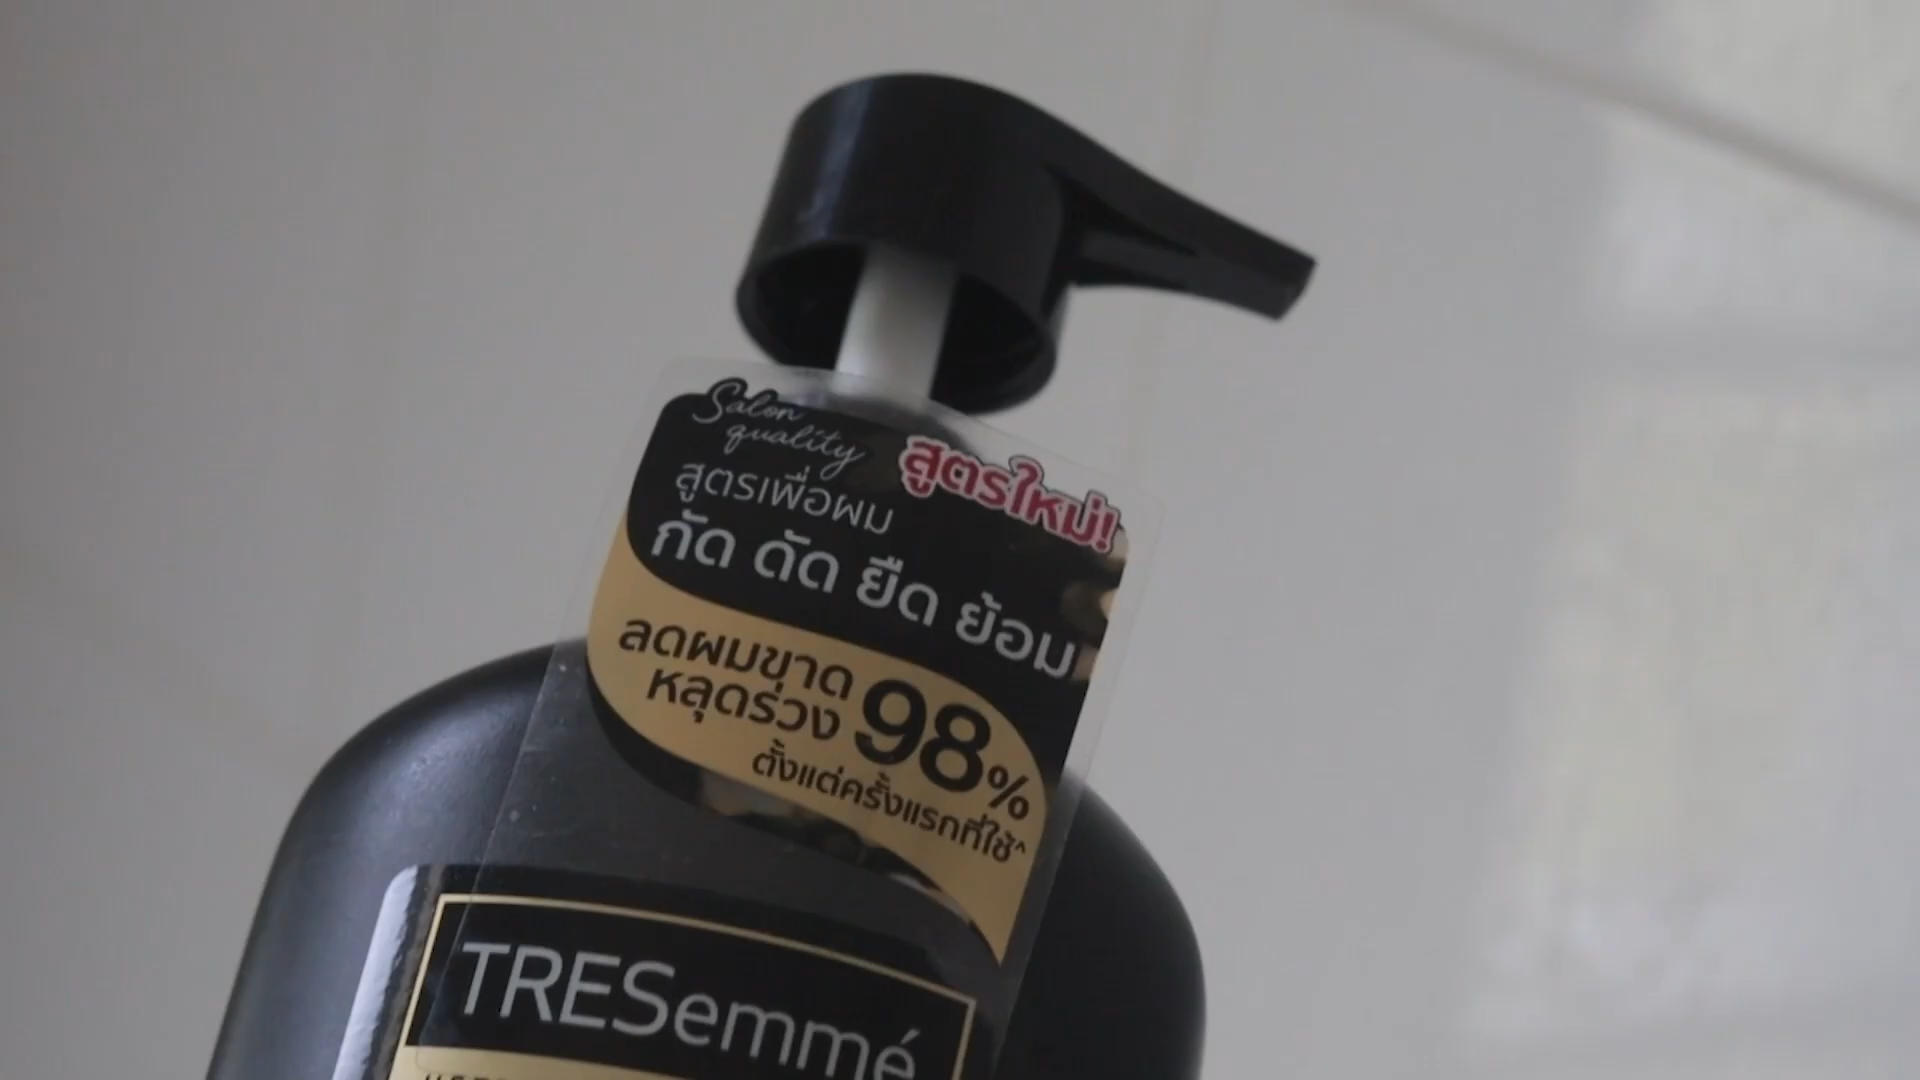 Salon
quality
สูตรใหม่!
สูตรเพื่อผม
กัด ดัด ยืด ย้อม
ลดผมขาด
หลุดร่วง 98%
ตั้งแต่ครั้งแรกที่ใช้^
TRESemmé